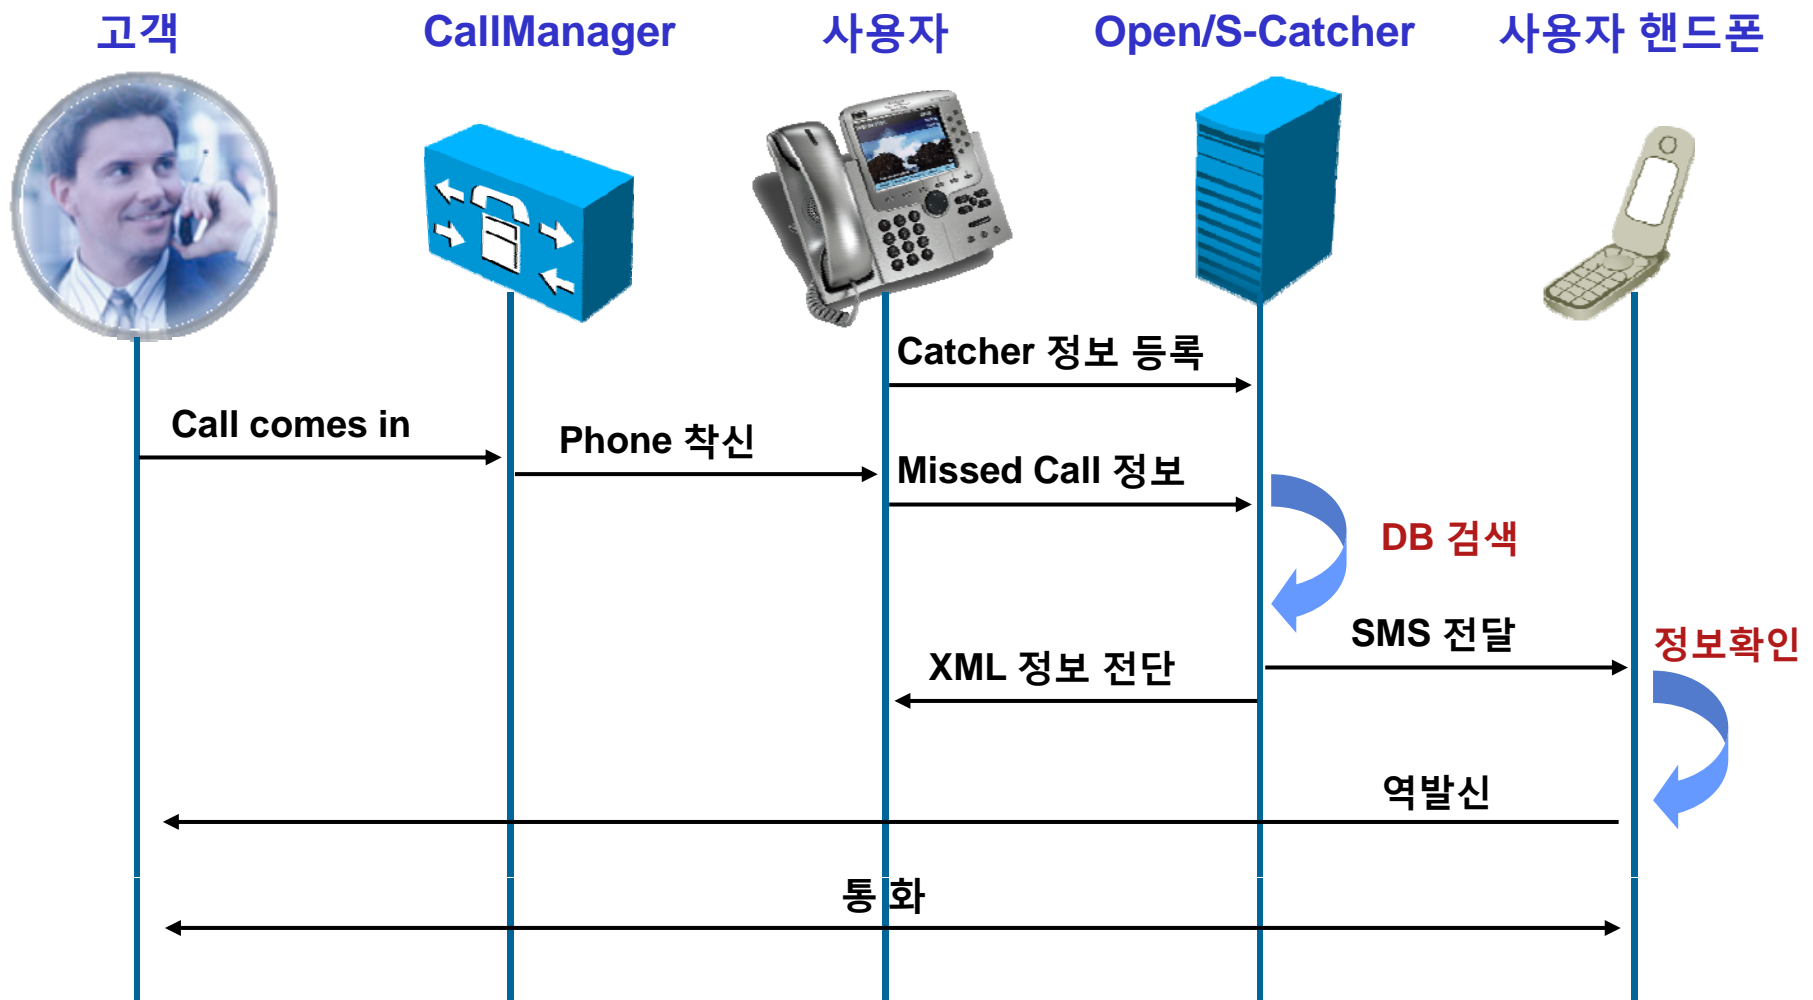 고객
CallManager
사용자
Open/S-Catcher
사용자 핸드폰
Catcher 정보 등록
Call comes in
Phone 착신
Missed Call 정보
DB 검색
SMS 전달
정보확인
XML 정보 전단
역발신
통 화